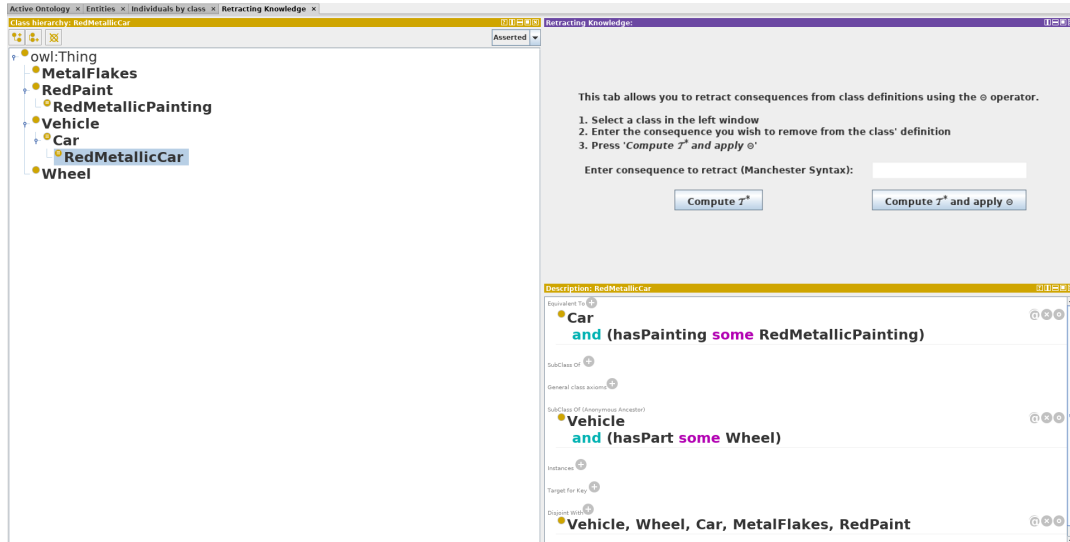 Active Ontology × Entities × Individuals by class × Retracting Knowledge ×
Class hierarchy: RedMetallicCar
Asserted
owl:Thing
MetalFlakes
RedPaint
RedMetallicPainting
Vehicle
Car
RedMetallicCar
Wheel
Retracting Knowledge:
This tab allows you to retract consequences from class definitions using the ⊖ operator.
1. Select a class in the left window
2. Enter the consequence you wish to remove from the class' definition
3. Press 'Compute 𝒯* and apply ⊖'
Enter consequence to retract (Manchester Syntax):
Compute 𝒯*
Compute 𝒯* and apply ⊖
Description: RedMetallicCar
Equivalent To
Car
and (hasPainting some RedMetallicPainting)
SubClass Of
General class axioms
SubClass Of (Anonymous Ancestor)
Vehicle
and (hasPart some Wheel)
Instances
Target for Key
Disjoint With
Vehicle, Wheel, Car, MetalFlakes, RedPaint